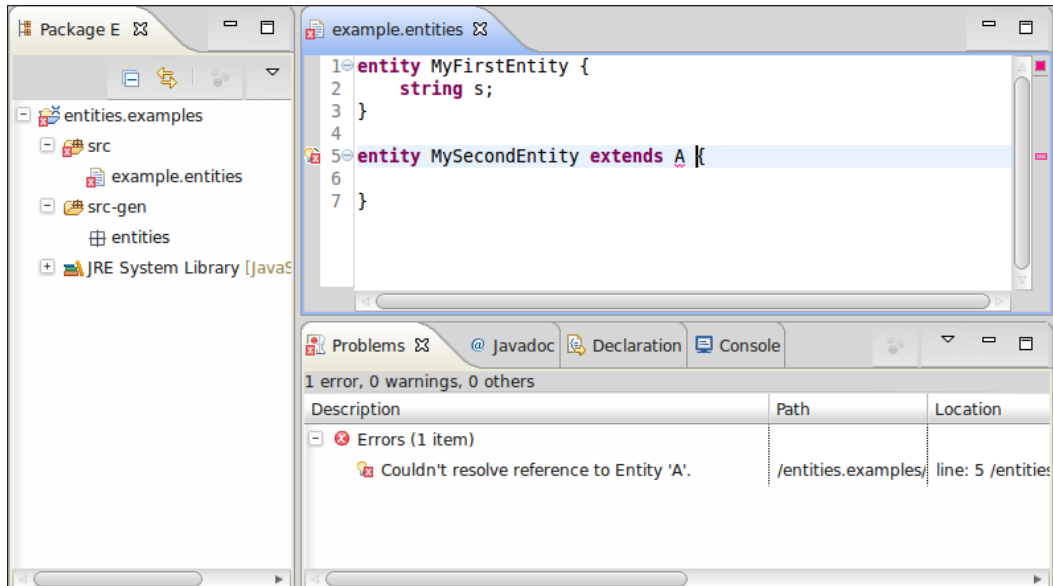 Package E
entities.examples
src
example.entities
src-gen
entities
JRE System Library [JavaS
example.entities
1 entity MyFirstEntity {
2 string s;
3 }
4
5 entity MySecondEntity extends A {
6
7 }
Problems @ Javadoc Declaration Console
1 error, 0 warnings, 0 others
Description Path Location
Errors (1 item)
Couldn't resolve reference to Entity 'A'. /entities.examples/ line: 5 /entities